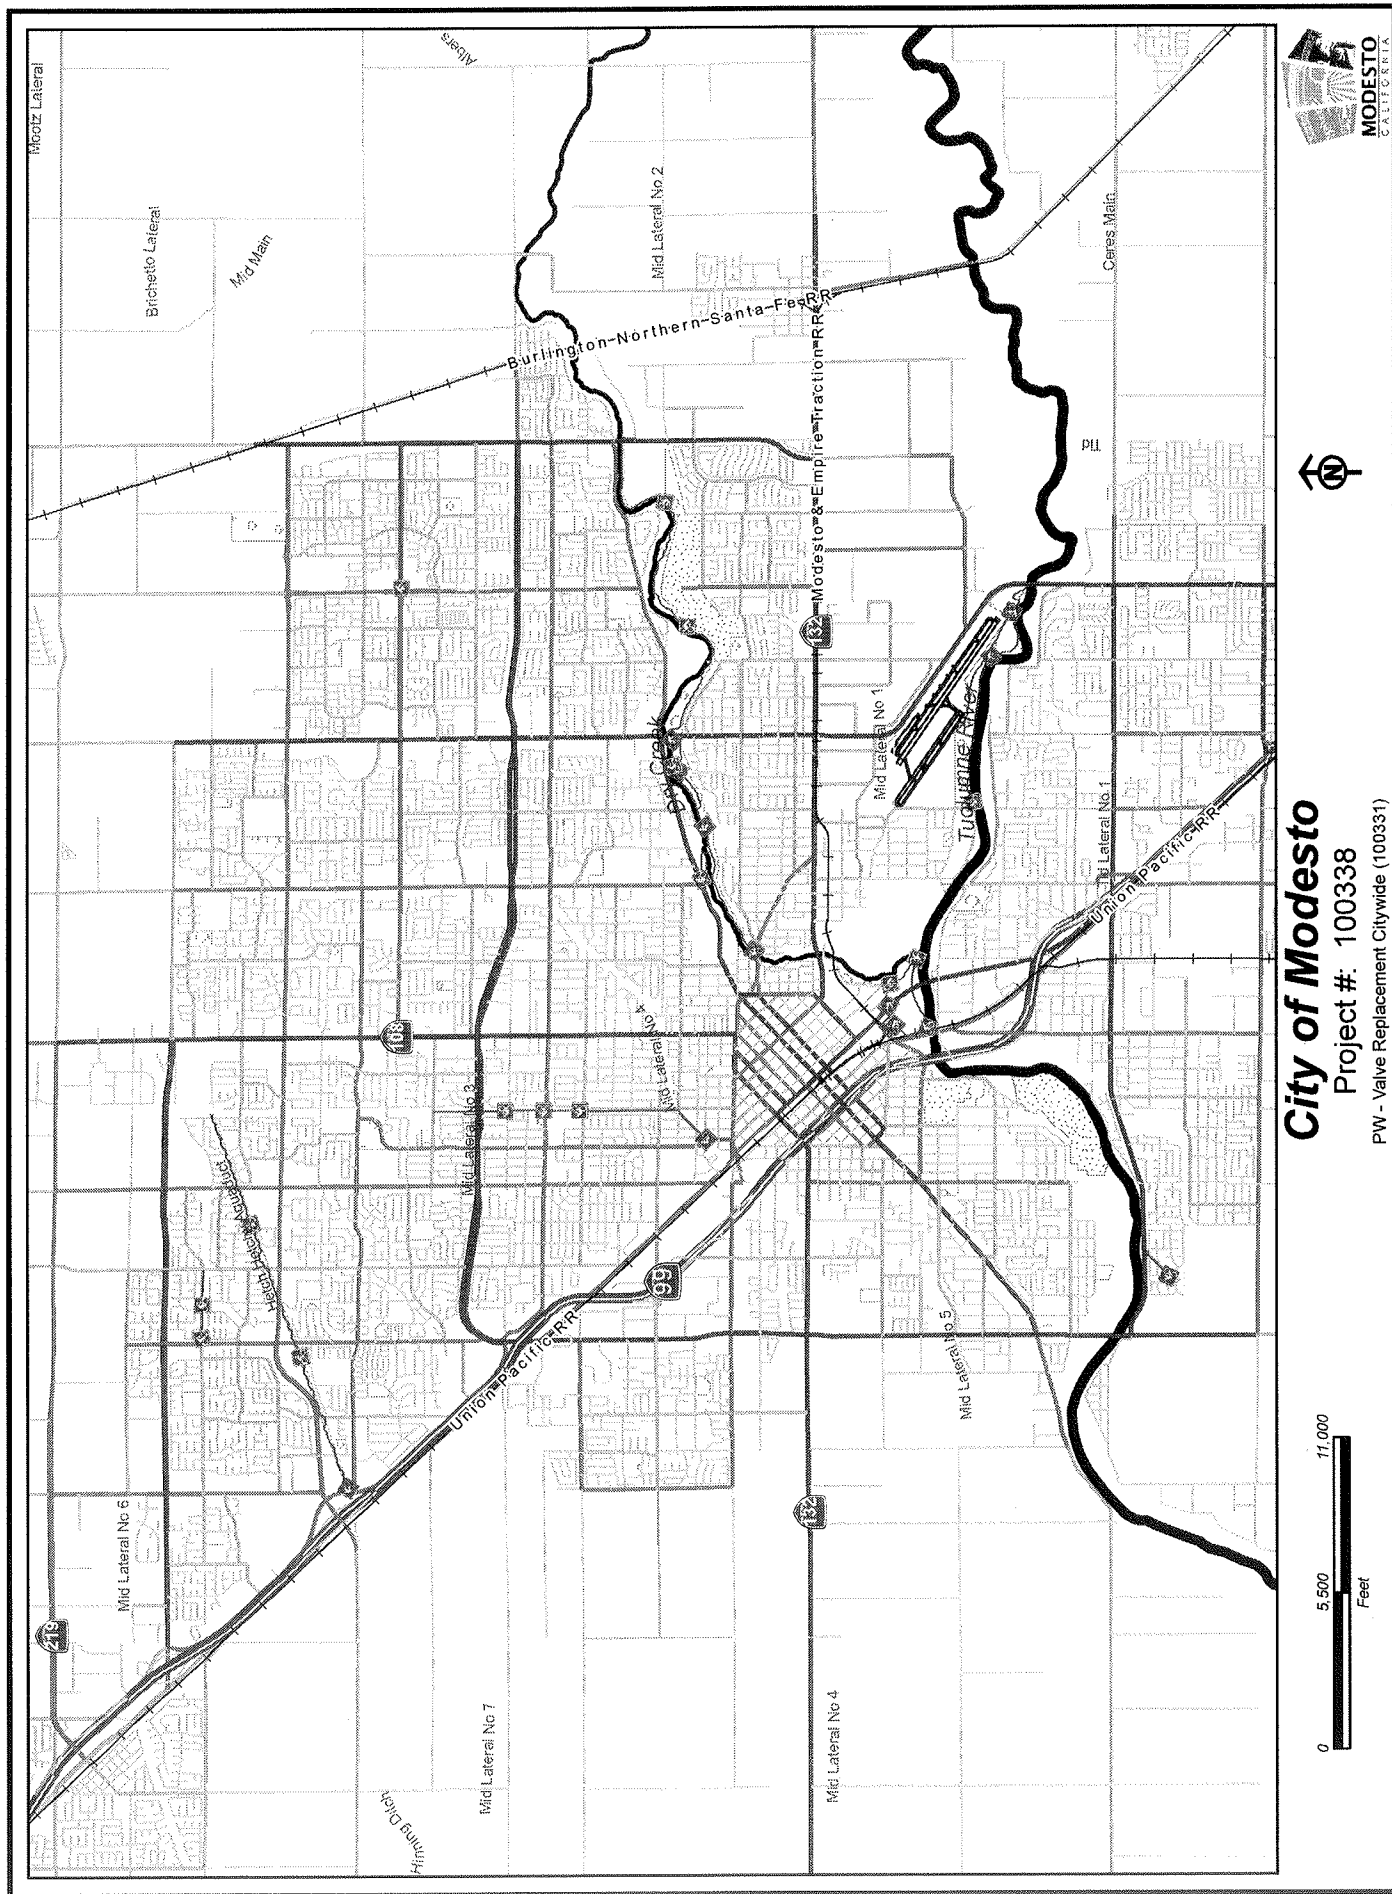 Mootz Lateral
Albers
Brichetto Lateral
Mid Main
Mid Lateral No 2
Burlington-Northern-Santa-Fe-RR
Modesto & Empire-Traction-RR
Ceres Main
Tid
132
Mid Lateral No 1
Tuolumne River
Dry Creek
Mid Lateral No 1
Union-Pacific-RR
108
Mid Lateral No 3
Mid Lateral No 4
Hetch Hetchy Aqueduct
99
Union-Pacific-RR
Mid Lateral No 5
Mid Lateral No 6
219
132
Mid Lateral No 7
Mid Lateral No 4
Hinming Ditch
City of Modesto
Project #: 100338
PW - Valve Replacement Citywide (100331)
0 5,500 11,000
Feet
N
MODESTO
CALIFORNIA